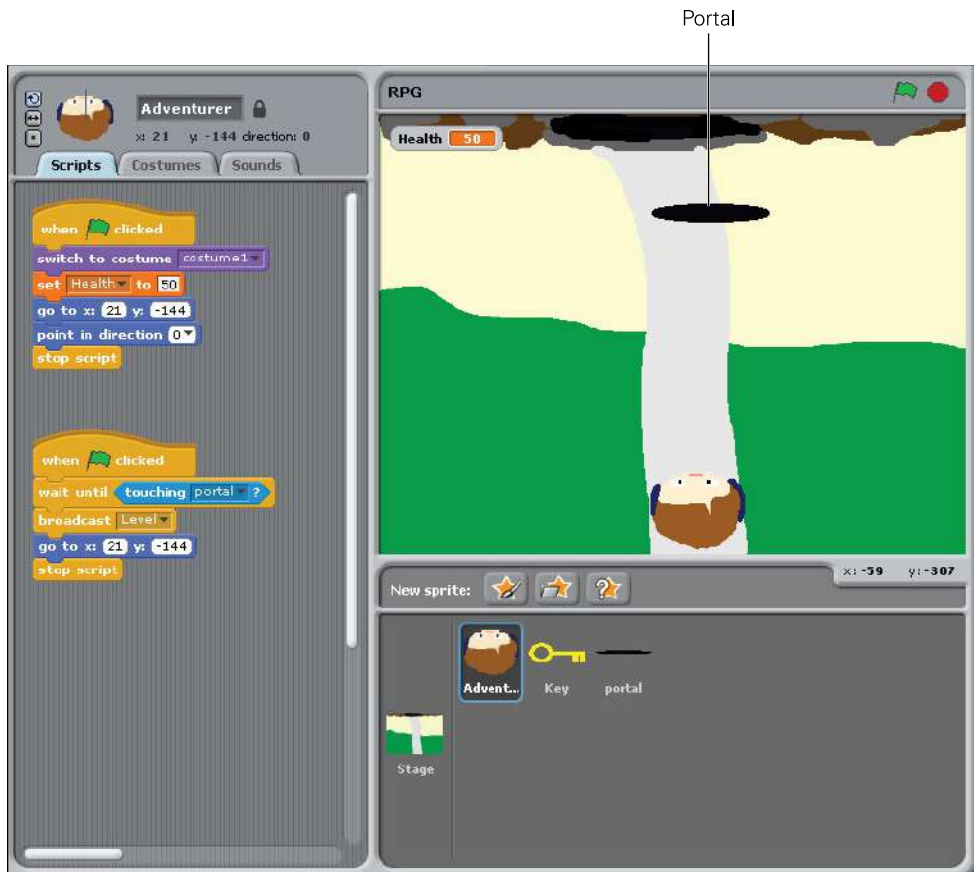 Portal
Adventurer
x: 21 y: -144 direction: 0
Scripts Costumes Sounds
when clicked
switch to costume costume1
set Health to 50
go to x: 21 y: -144
point in direction 0
stop script
when clicked
wait until touching portal ?
broadcast Level
go to x: 21 y: -144
stop script
RPG
Health 50
x: -59 y: -307
New sprite:
Advent... Key portal
Stage